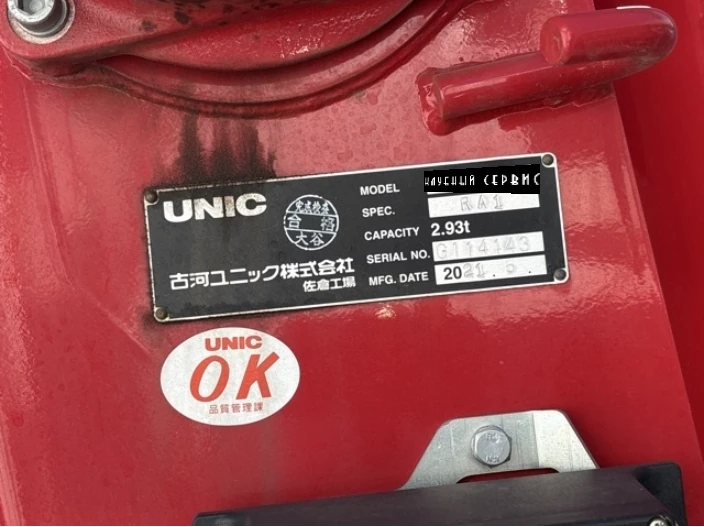 UNIC
完成検査
合格
大谷
古河ユニック株式会社
佐倉工場
MODEL
SPEC. RA1
CAPACITY 2.93t
SERIAL NO. G114143
MFG. DATE 2021.
UNIC
OK
品質管理課